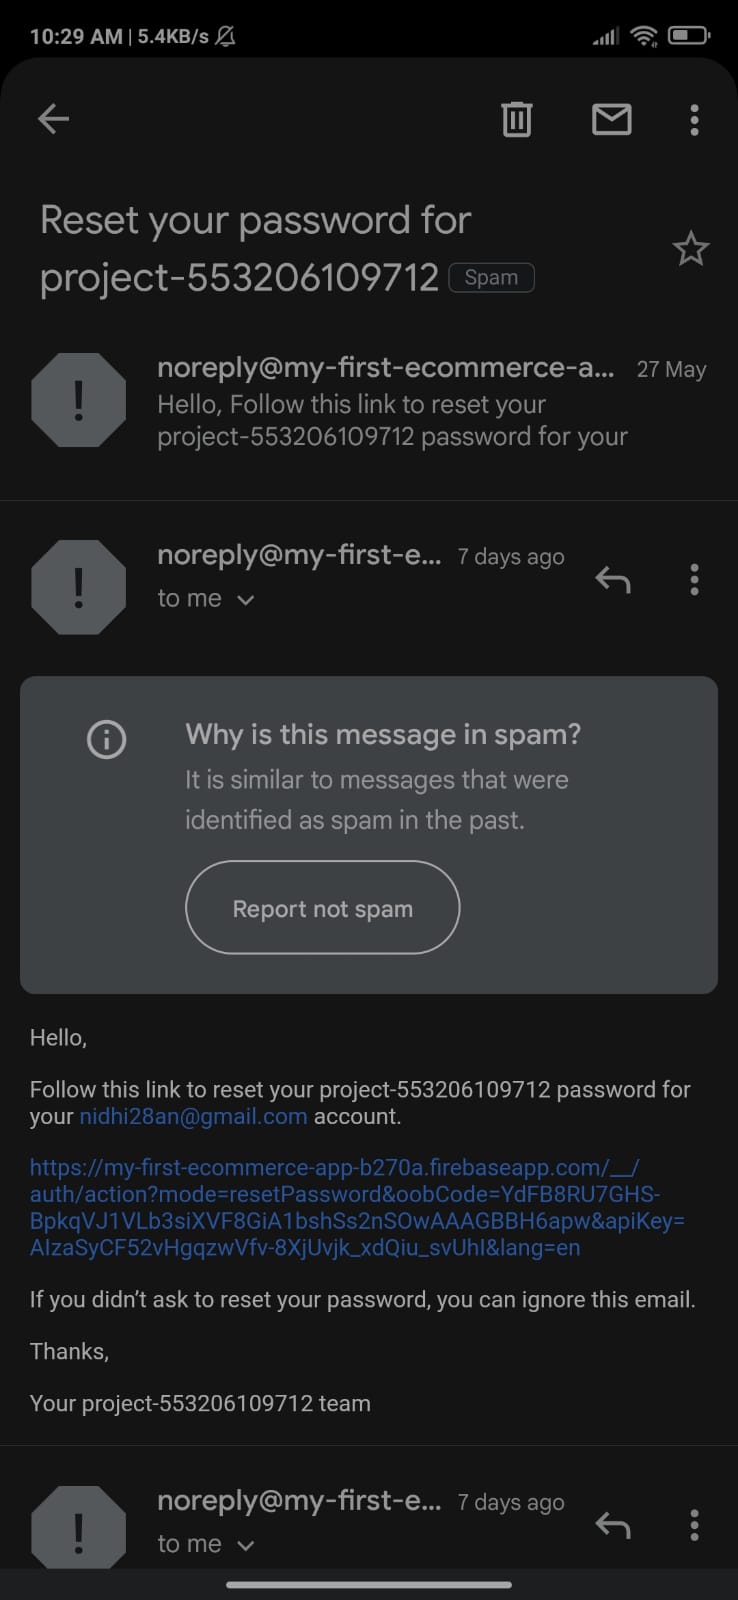 10:29 AM | 5.4KB/s
Reset your password for
project-553206109712 Spam
noreply@my-first-ecommerce-a... 27 May
Hello, Follow this link to reset your
project-553206109712 password for your
noreply@my-first-e... 7 days ago
to me
Why is this message in spam?
It is similar to messages that were
identified as spam in the past.
Report not spam
Hello,
Follow this link to reset your project-553206109712 password for
your nidhi28an@gmail.com account.
https://my-first-ecommerce-app-b270a.firebaseapp.com/__/
auth/action?mode=resetPassword&oobCode=YdFB8RU7GHS-
BpkqVJ1VLb3siXVF8GiA1bshSs2nSOwAAAGBBH6apw&apiKey=
AIzaSyCF52vHgqzwVfv-8XjUvjk_xdQiu_svUhI&lang=en
If you didn’t ask to reset your password, you can ignore this email.
Thanks,
Your project-553206109712 team
noreply@my-first-e... 7 days ago
to me